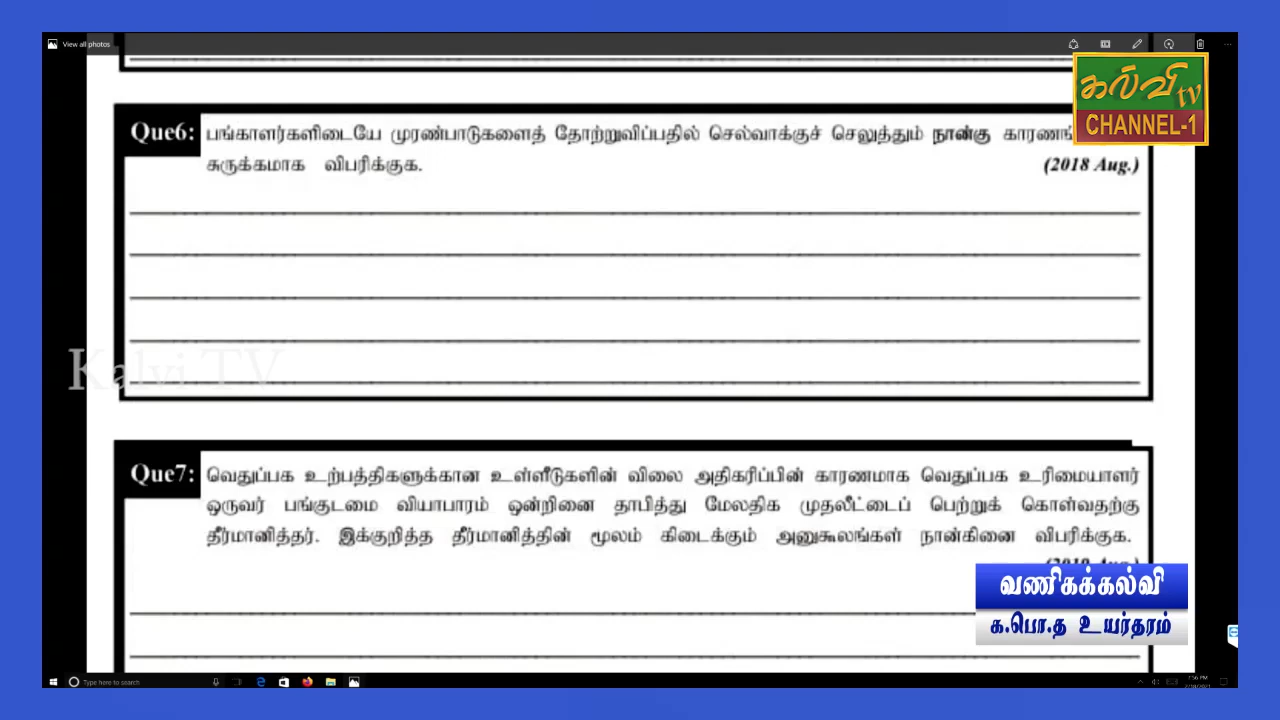 View all photos
கல்வி tv
CHANNEL-1
Que6: பங்காளர்களிடையே முரண்பாடுகளைத் தோற்றுவிப்பதில் செல்வாக்குச் செலுத்தும் நான்கு
சுருக்கமாக விபரிக்குக. (2018 Aug.)
Kalvi TV
Que7: வெதுப்பக உற்பத்திகளுக்கான உள்ளீடுகளின் விலை அதிகரிப்பின் காரணமாக வெதுப்பக உரிமையாளர்
ஒருவர் பங்குடமை வியாபாரம் ஒன்றினை தாபித்து மேலதிக முதலீட்டைப் பெற்றுக் கொள்வதற்கு
தீர்மானித்தர். இக்குறித்த தீர்மானித்தின் மூலம் கிடைக்கும் அனுகூலங்கள் நான்கினை விபரிக்குக.
வணிகக்கல்வி
க.பொ.த உயர்தரம்
Type here to search
7:56 PM